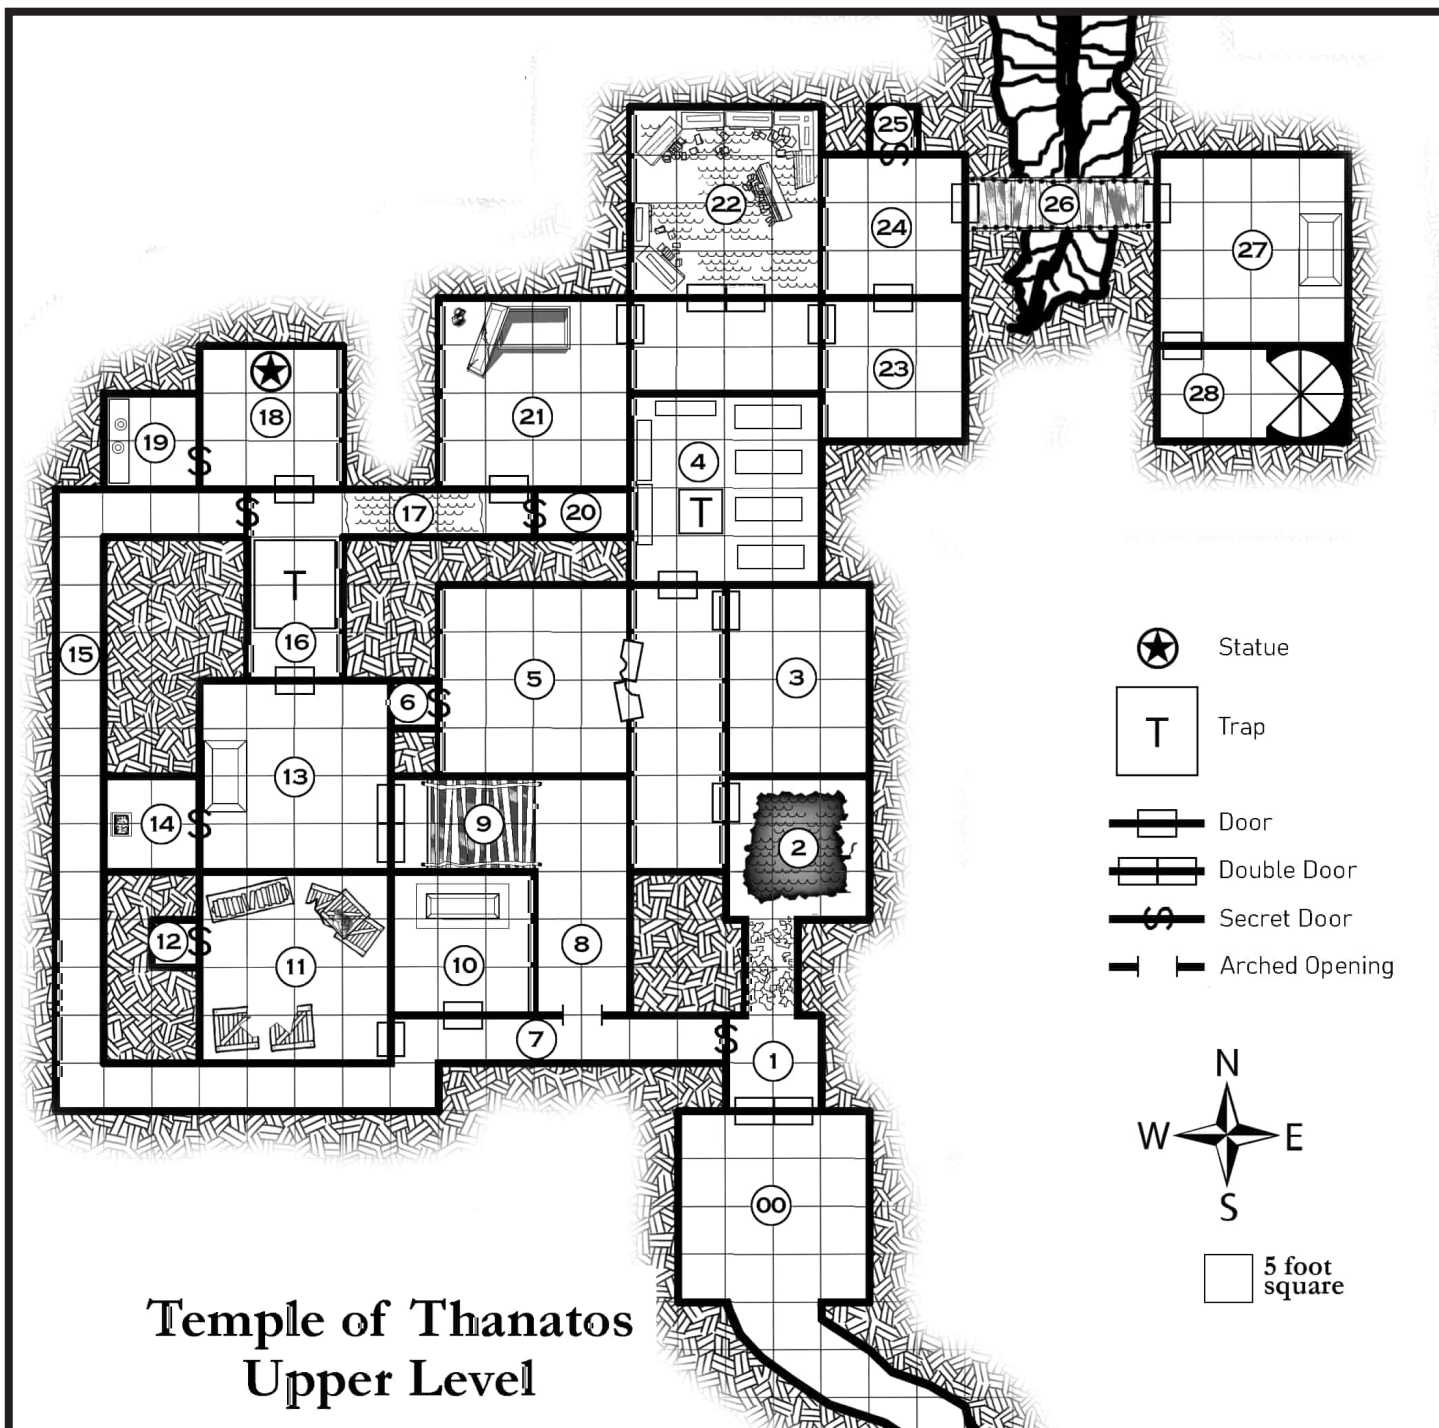 25
22
26
24
27
23
28
18
21
19
4
17
20
T
T
16
15
5
3
6
13
14
9
2
12
11
10
8
7
1
00
Statue
T
Trap
Door
Double Door
S
Secret Door
Arched Opening
N
W
E
S
5 foot
square
S
S
S
S
S
S
S
S
Temple of Thanatos
Upper Level